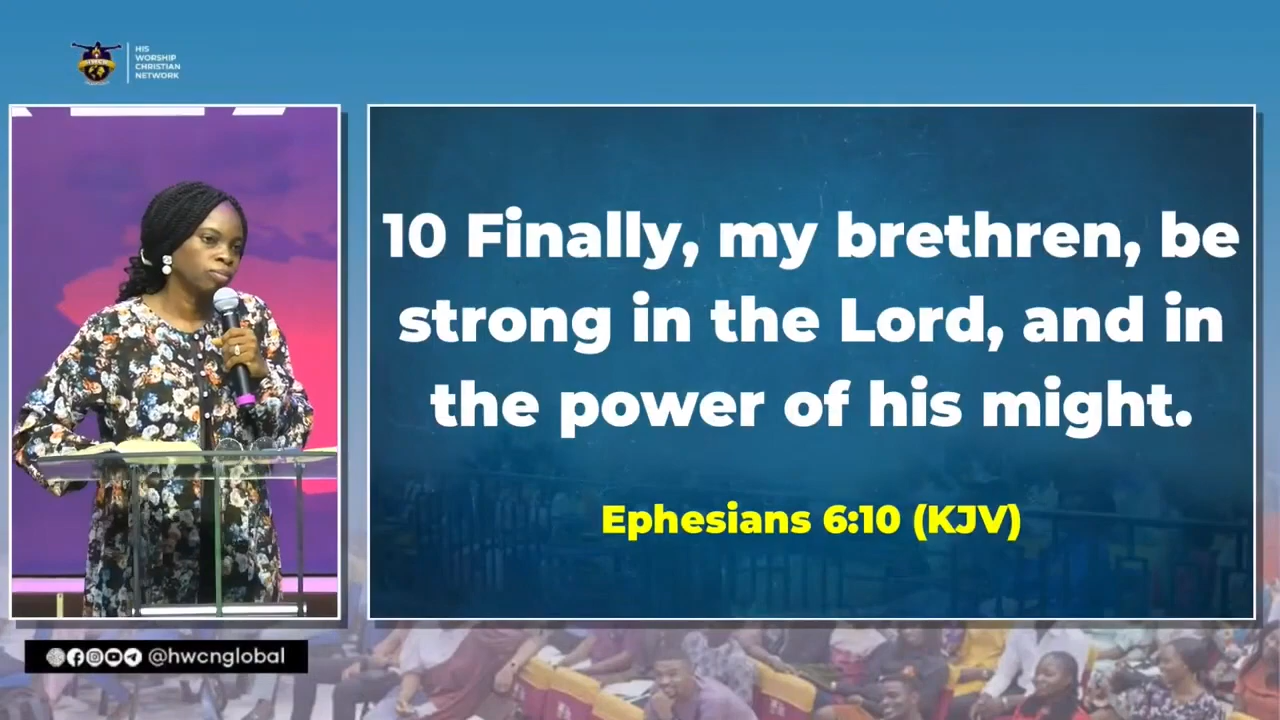 HIS
WORSHIP
CHRISTIAN
NETWORK
10 Finally, my brethren, be
strong in the Lord, and in
the power of his might.
Ephesians 6:10 (KJV)
@hwcnglobal